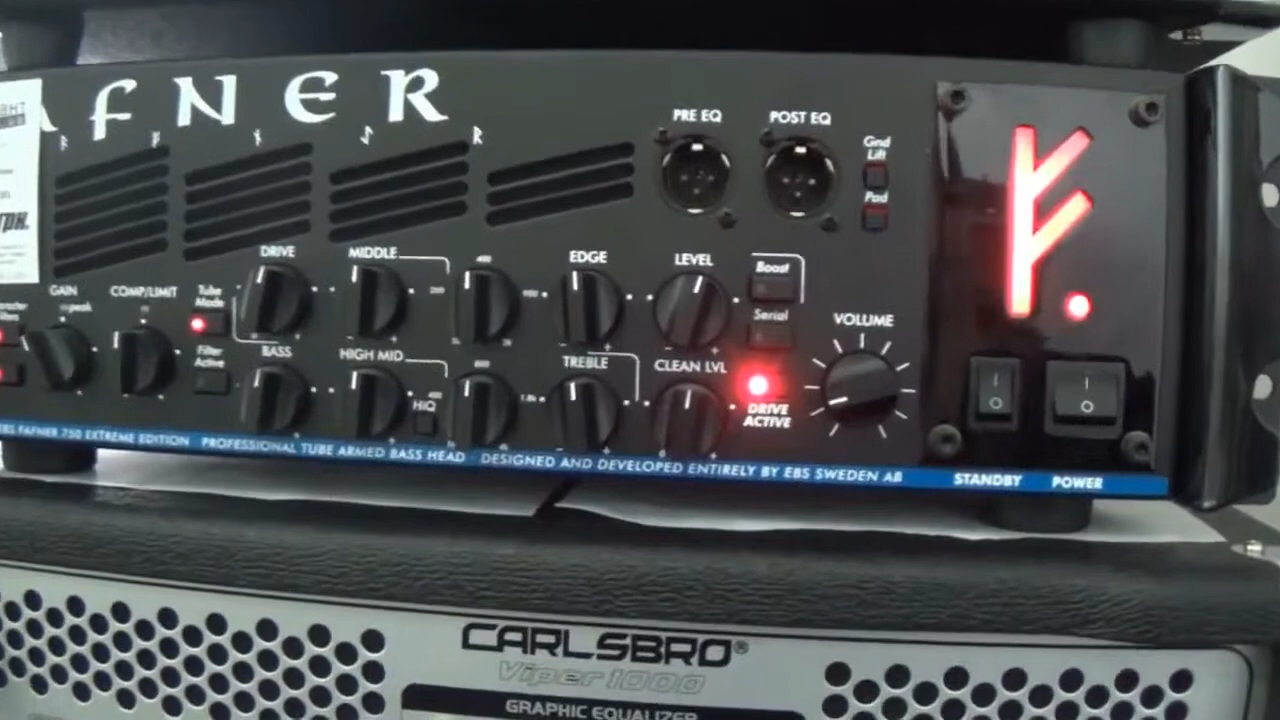 AFNER
ᚠ ᚾ ᚱ
PRE EQ
POST EQ
Gnd
Lift
Pad
DRIVE
MIDDLE
EDGE
LEVEL
Boost
GAIN
peak
COMP/LIMIT
Tube
Mode
Serial
VOLUME
Filter
Active
BASS
HIGH MID
HiQ
TREBLE
CLEAN LVL
DRIVE
ACTIVE
EBS FAFNER 750 EXTREME EDITION PROFESSIONAL TUBE ARMED BASS HEAD DESIGNED AND DEVELOPED ENTIRELY BY EBS SWEDEN AB
STANDBY
POWER
CARLSBRO®
Viper 1000
GRAPHIC EQUALIZER